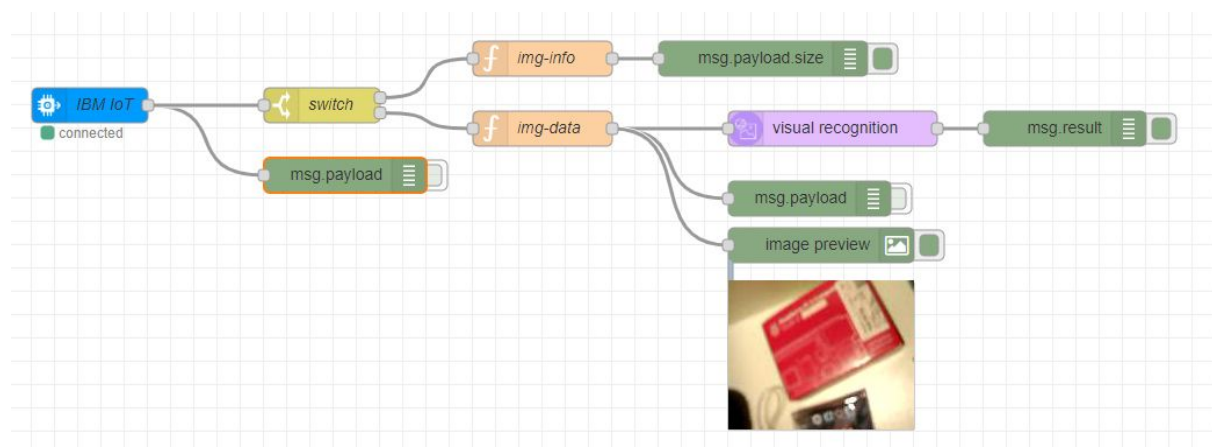 img-info
msg.payload.size
IBM IoT
switch
connected
img-data
visual recognition
msg.result
msg.payload
msg.payload
image preview